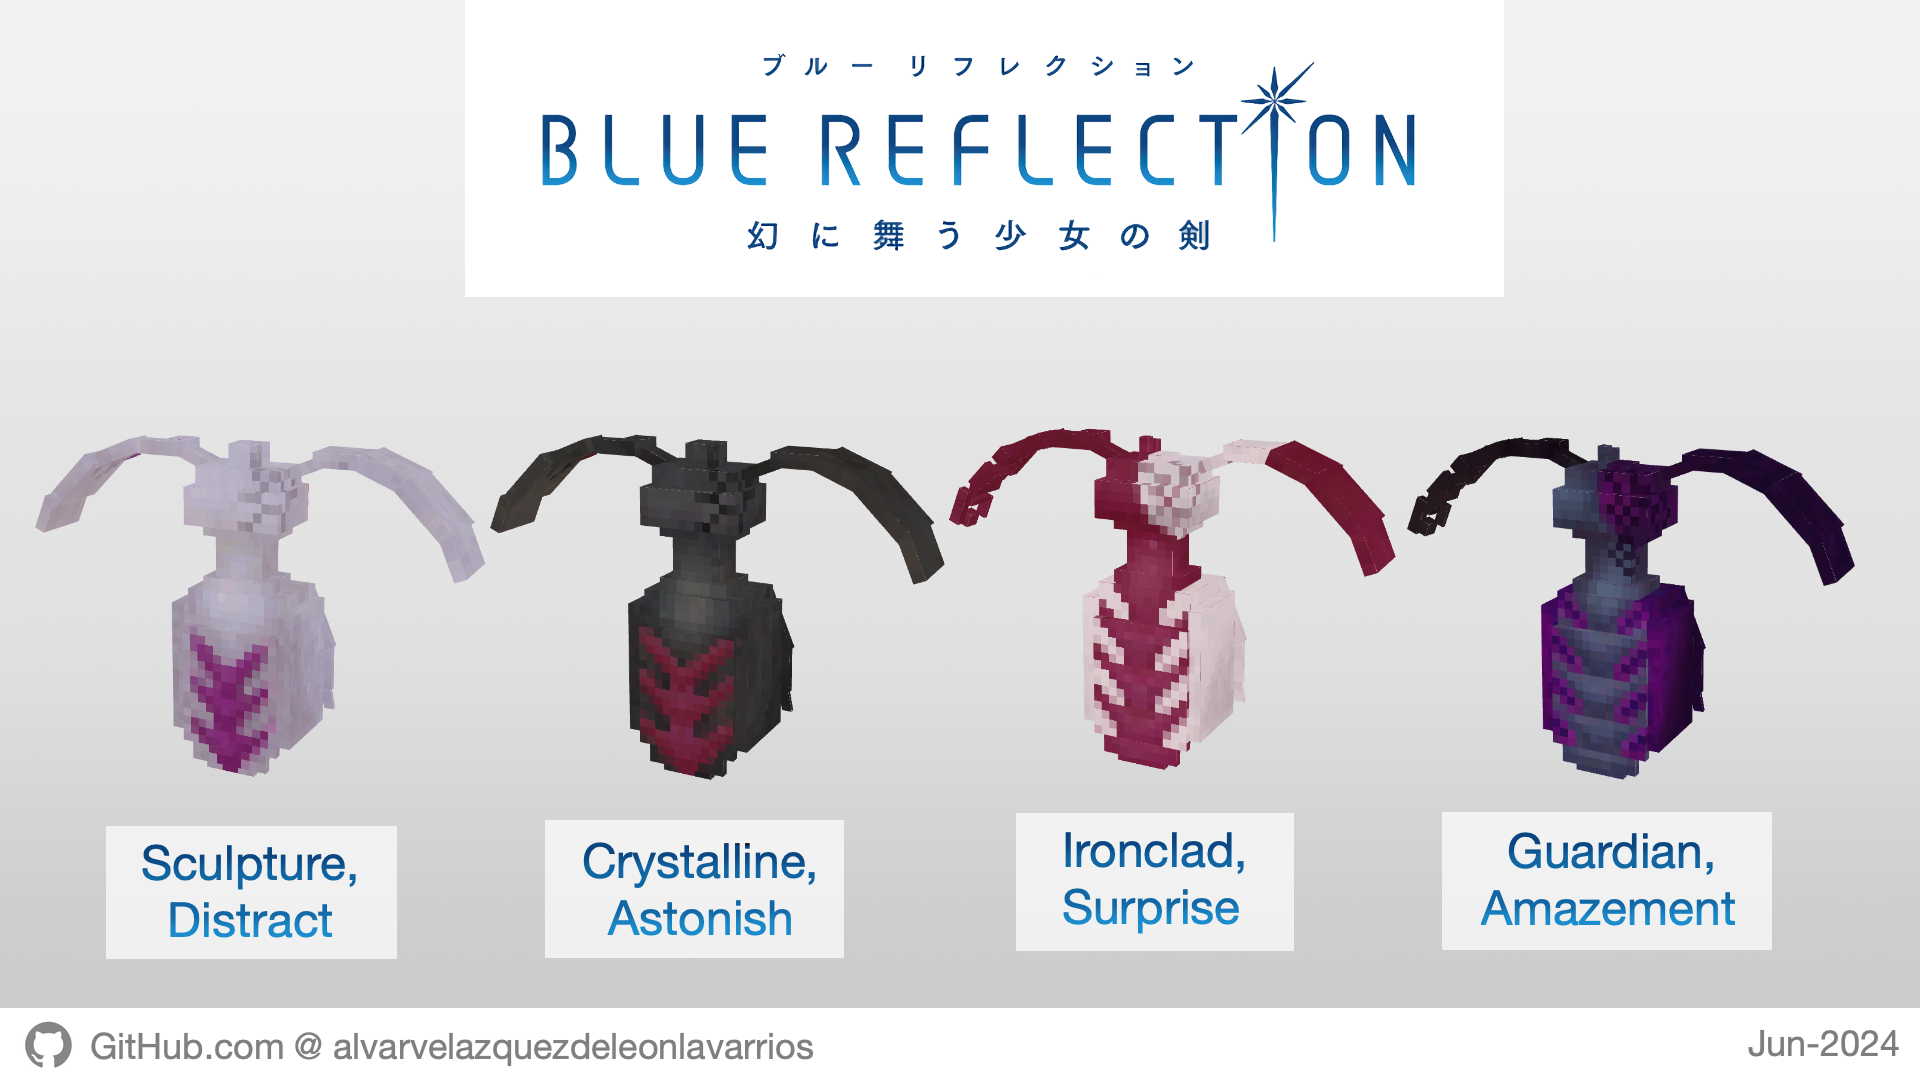 ブルーリフレクション
BLUE REFLECTION
幻に舞う少女の剣
Sculpture,
Distract
Crystalline,
Astonish
Ironclad,
Surprise
Guardian,
Amazement
GitHub.com @ alvarvelazquezdeleonlavarrios
Jun-2024